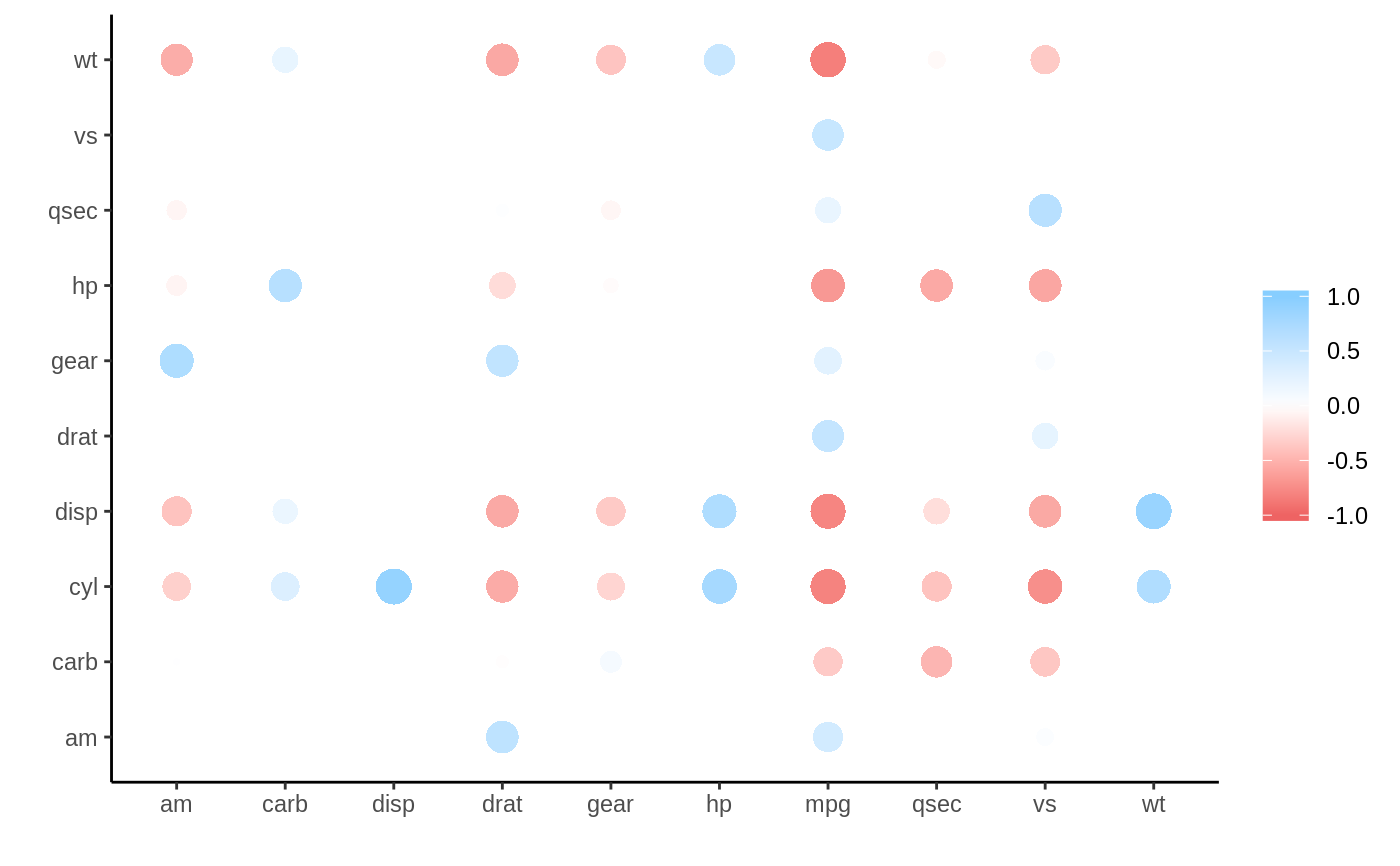 wt
vs
qsec
hp
gear
drat
disp
cyl
carb
am
am carb disp drat gear hp mpg qsec vs wt
1.0
0.5
0.0
-0.5
-1.0